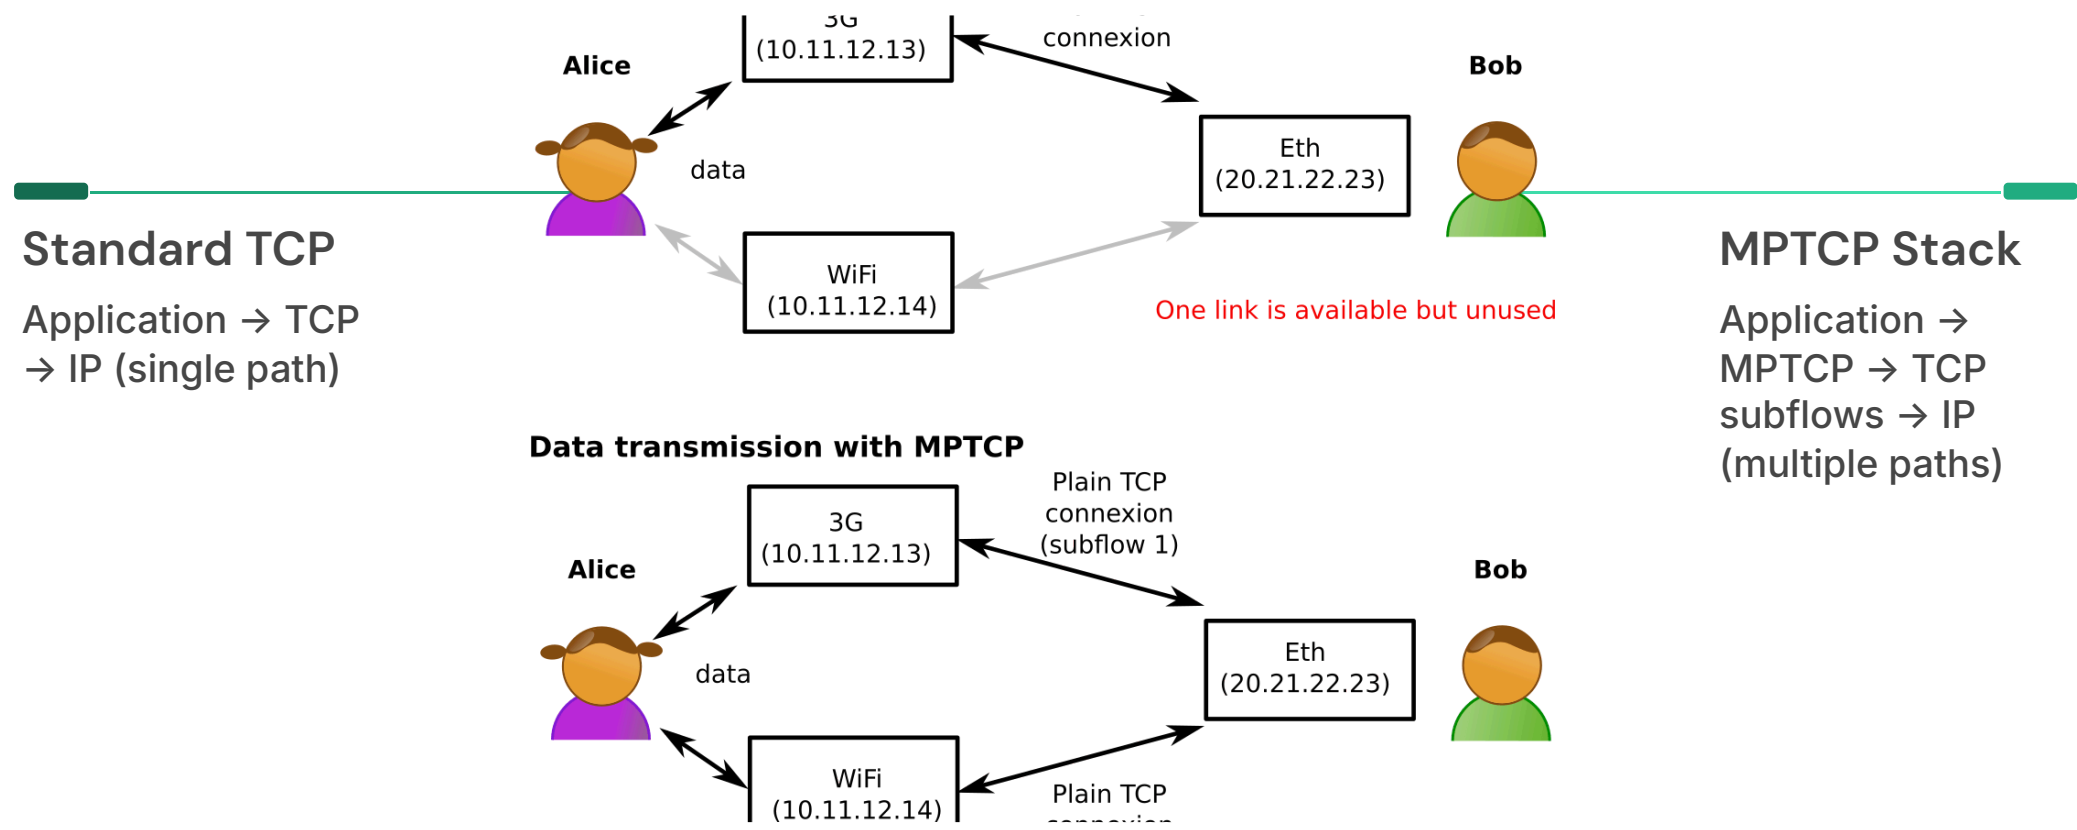 3G
(10.11.12.13)
connexion
Alice
Bob
Eth
(20.21.22.23)
data
Standard TCP
Application → TCP
→ IP (single path)
WiFi
(10.11.12.14)
One link is available but unused
MPTCP Stack
Application →
MPTCP → TCP
subflows → IP
(multiple paths)
Data transmission with MPTCP
Plain TCP
connexion
(subflow 1)
3G
(10.11.12.13)
Alice
Bob
Eth
(20.21.22.23)
data
WiFi
(10.11.12.14)
Plain TCP
connexion